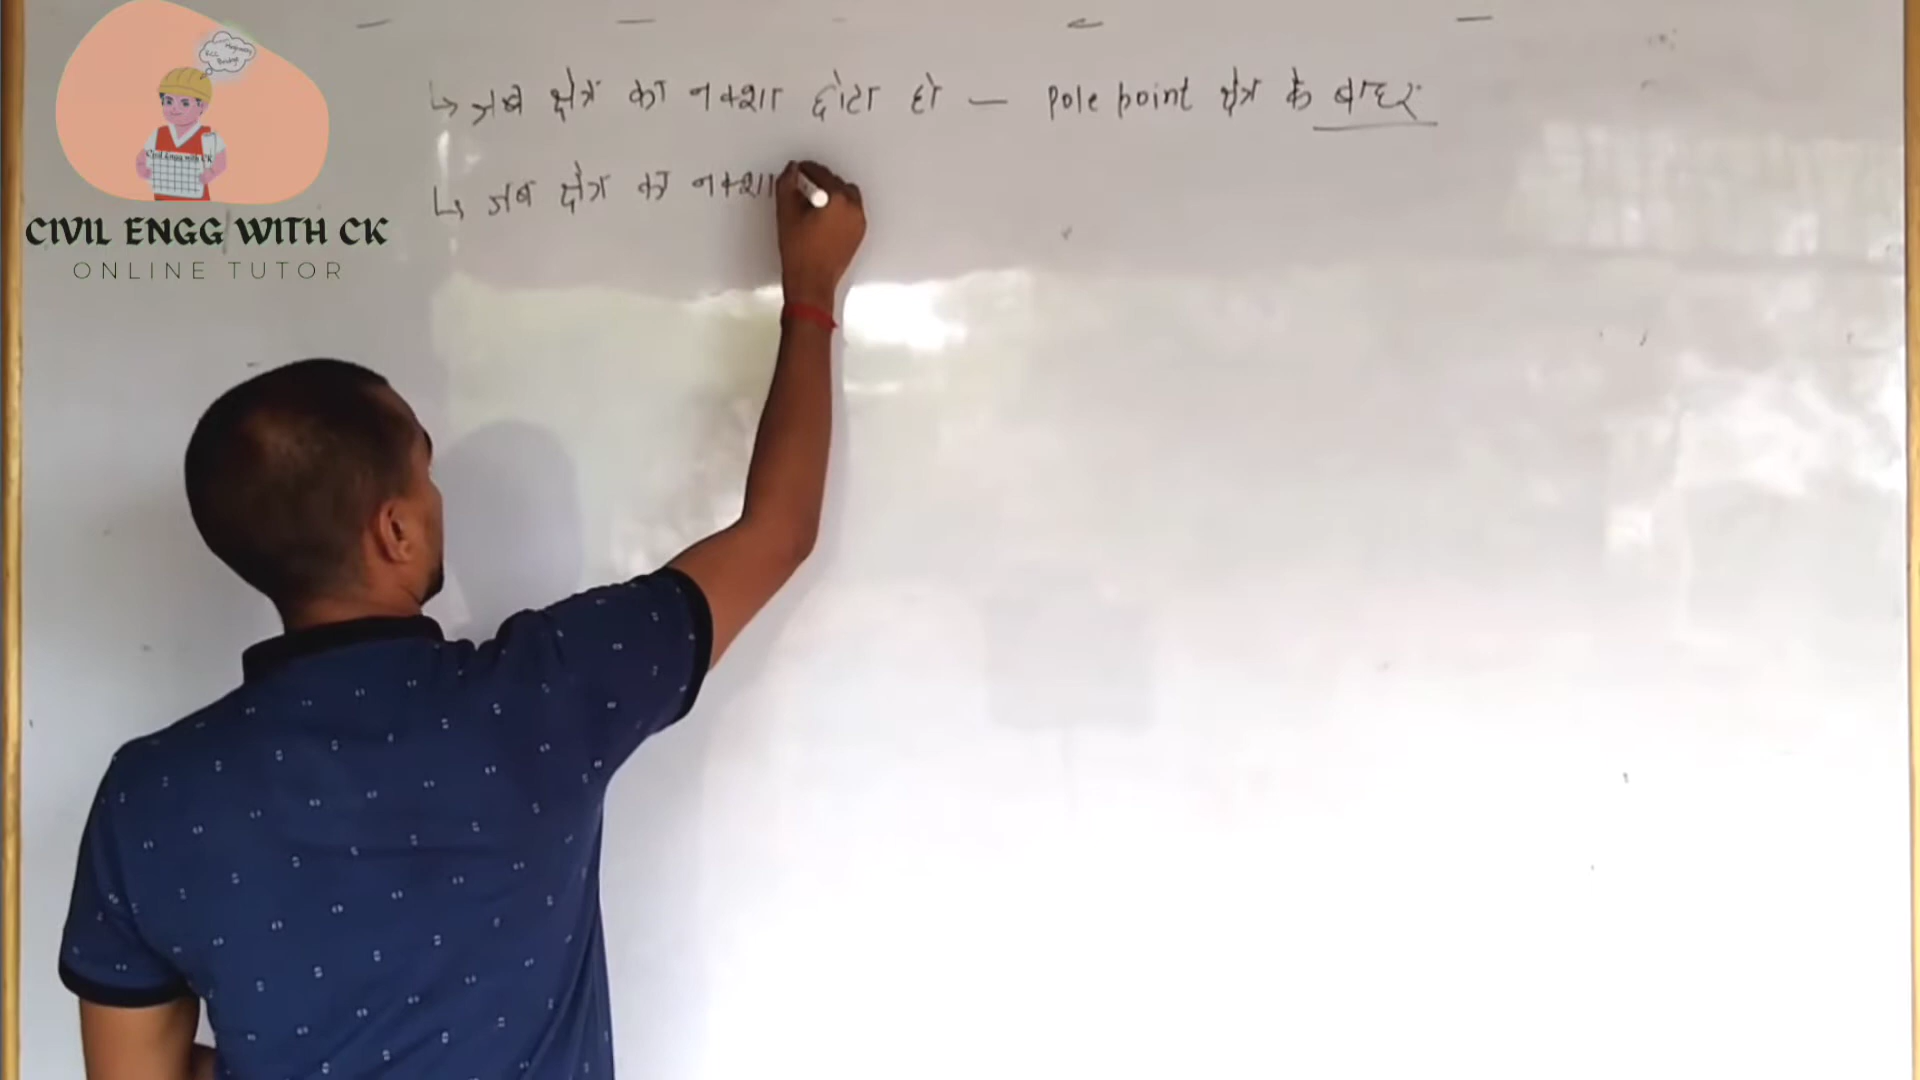 CIVIL ENGG WITH CK
ONLINE TUTOR
↳ जब क्षेत्र का नक्शा छोटा हो — Pole point क्षेत्र के बाहर
↳ जब क्षेत्र का नक्शा